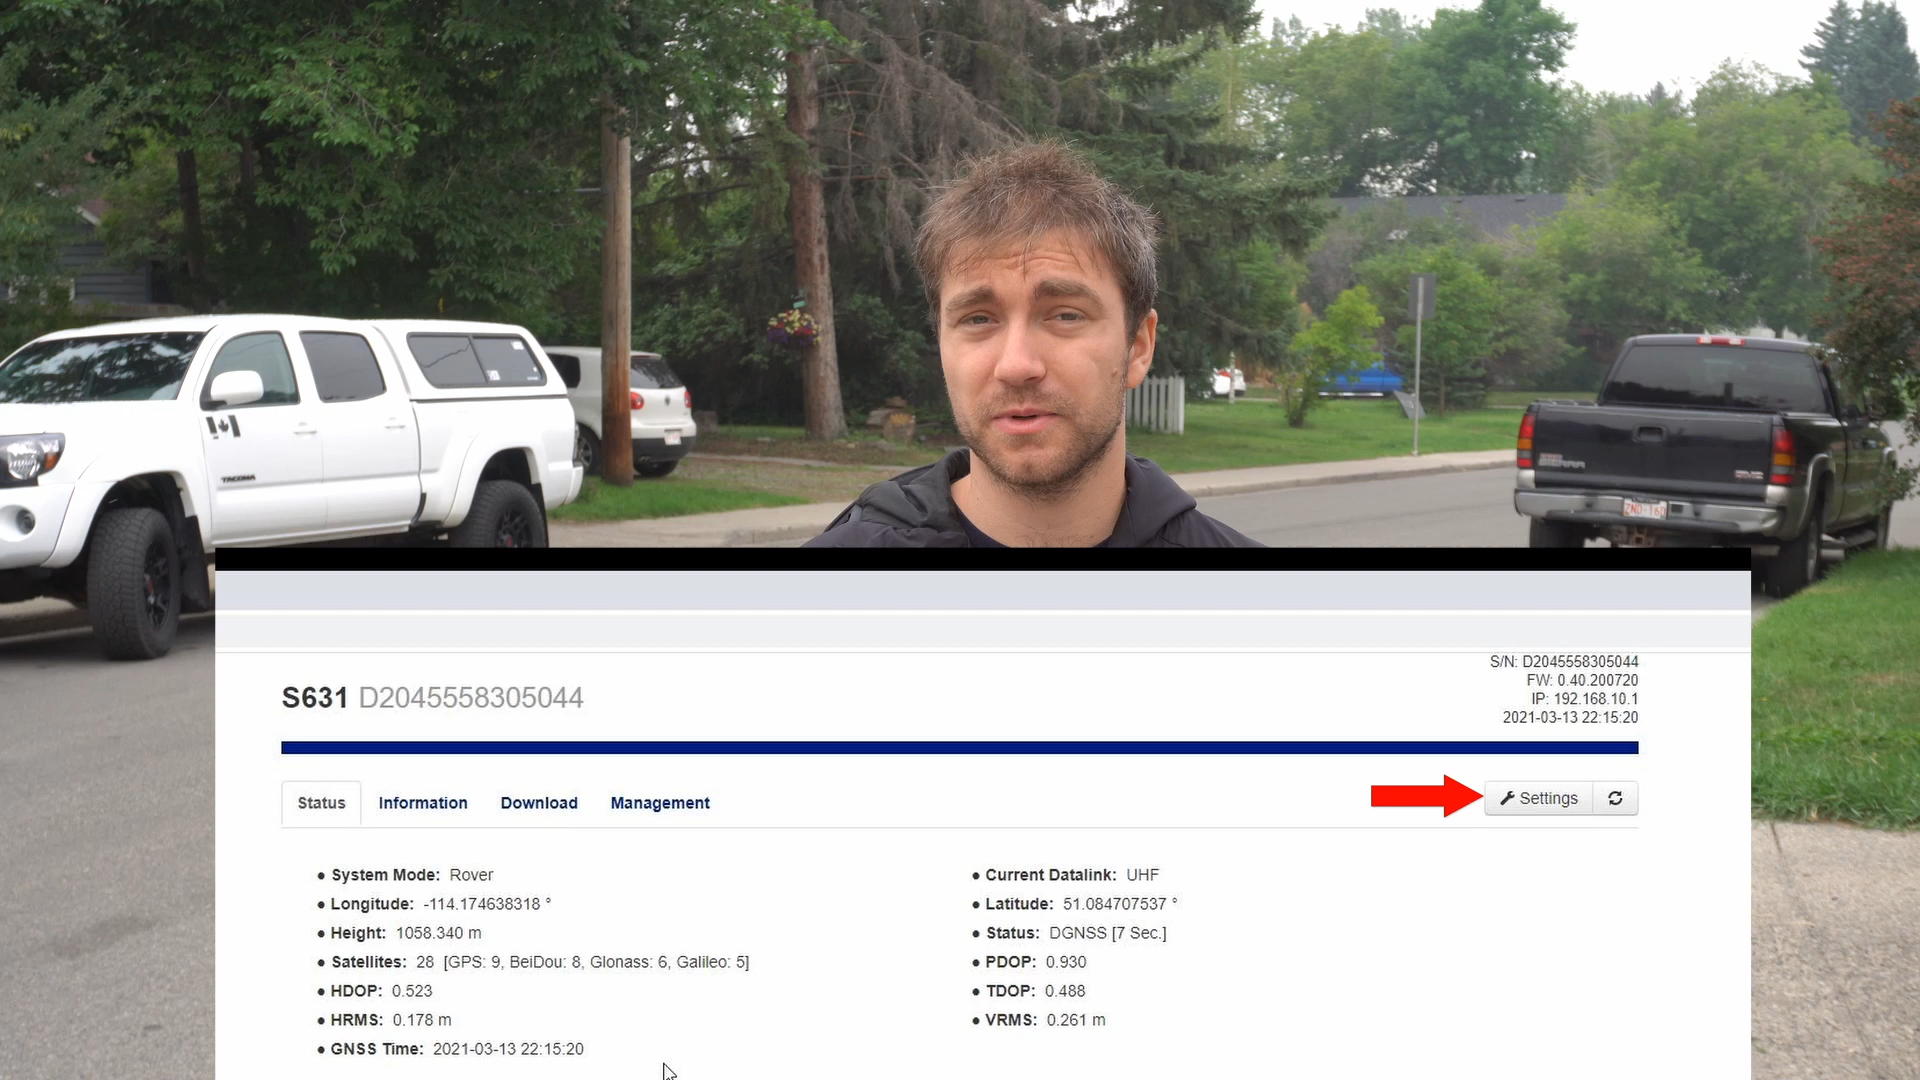 TACOMA
SIERRA
S/N: D2045558305044
FW: 0.40.200720
IP: 192.168.10.1
2021-03-13 22:15:20
S631 D2045558305044
Status Information Download Management Settings
● System Mode: Rover
● Longitude: -114.174638318 °
● Height: 1058.340 m
● Satellites: 28 [GPS: 9, BeiDou: 8, Glonass: 6, Galileo: 5]
● HDOP: 0.523
● HRMS: 0.178 m
● GNSS Time: 2021-03-13 22:15:20
● Current Datalink: UHF
● Latitude: 51.084707537 °
● Status: DGNSS [7 Sec.]
● PDOP: 0.930
● TDOP: 0.488
● VRMS: 0.261 m